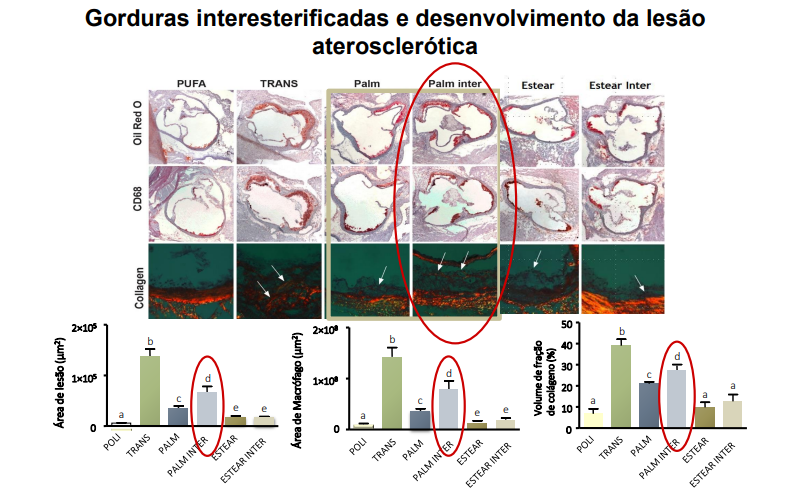 Gorduras interesterificadas e desenvolvimento da lesão
aterosclerótica
PUFA TRANS Palm Palm inter Estear Estear Inter
Oil Red O
CD68
Collagen
Área de lesão (µm²)
2×10⁵
1×10⁵
0
a b c d e e
POLI TRANS PALM PALM INTER ESTEAR ESTEAR INTER
Área de Macrófago (µm²)
2×10⁸
1×10⁸
0
a b c d e e
POLI TRANS PALM PALM INTER ESTEAR ESTEAR INTER
Volume de fração
de colágeno (%)
50
40
30
20
10
0
a b c d a a
POLI TRANS PALM PALM INTER ESTEAR ESTEAR INTER